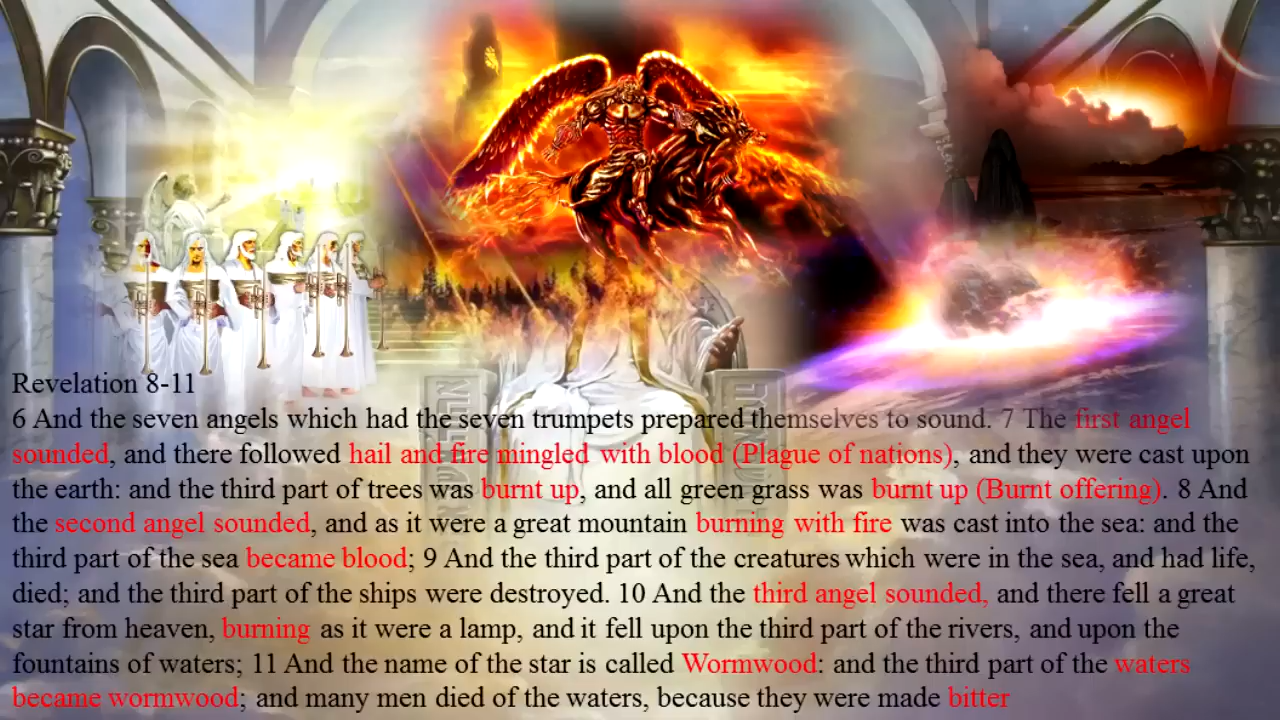 Revelation 8-11
6 And the seven angels which had the seven trumpets prepared themselves to sound. 7 The first angel
sounded, and there followed hail and fire mingled with blood (Plague of nations), and they were cast upon
the earth: and the third part of trees was burnt up, and all green grass was burnt up (Burnt offering). 8 And
the second angel sounded, and as it were a great mountain burning with fire was cast into the sea: and the
third part of the sea became blood; 9 And the third part of the creatures which were in the sea, and had life,
died; and the third part of the ships were destroyed. 10 And the third angel sounded, and there fell a great
star from heaven, burning as it were a lamp, and it fell upon the third part of the rivers, and upon the
fountains of waters; 11 And the name of the star is called Wormwood: and the third part of the waters
became wormwood; and many men died of the waters, because they were made bitter